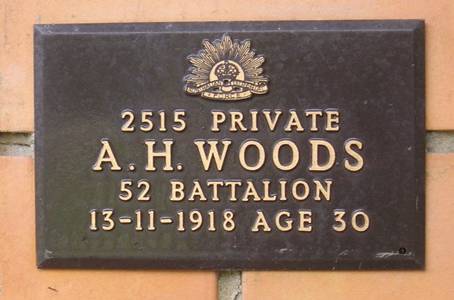 2515 PRIVATE
A. H. WOODS
52 BATTALION
13-11-1918 AGE 30